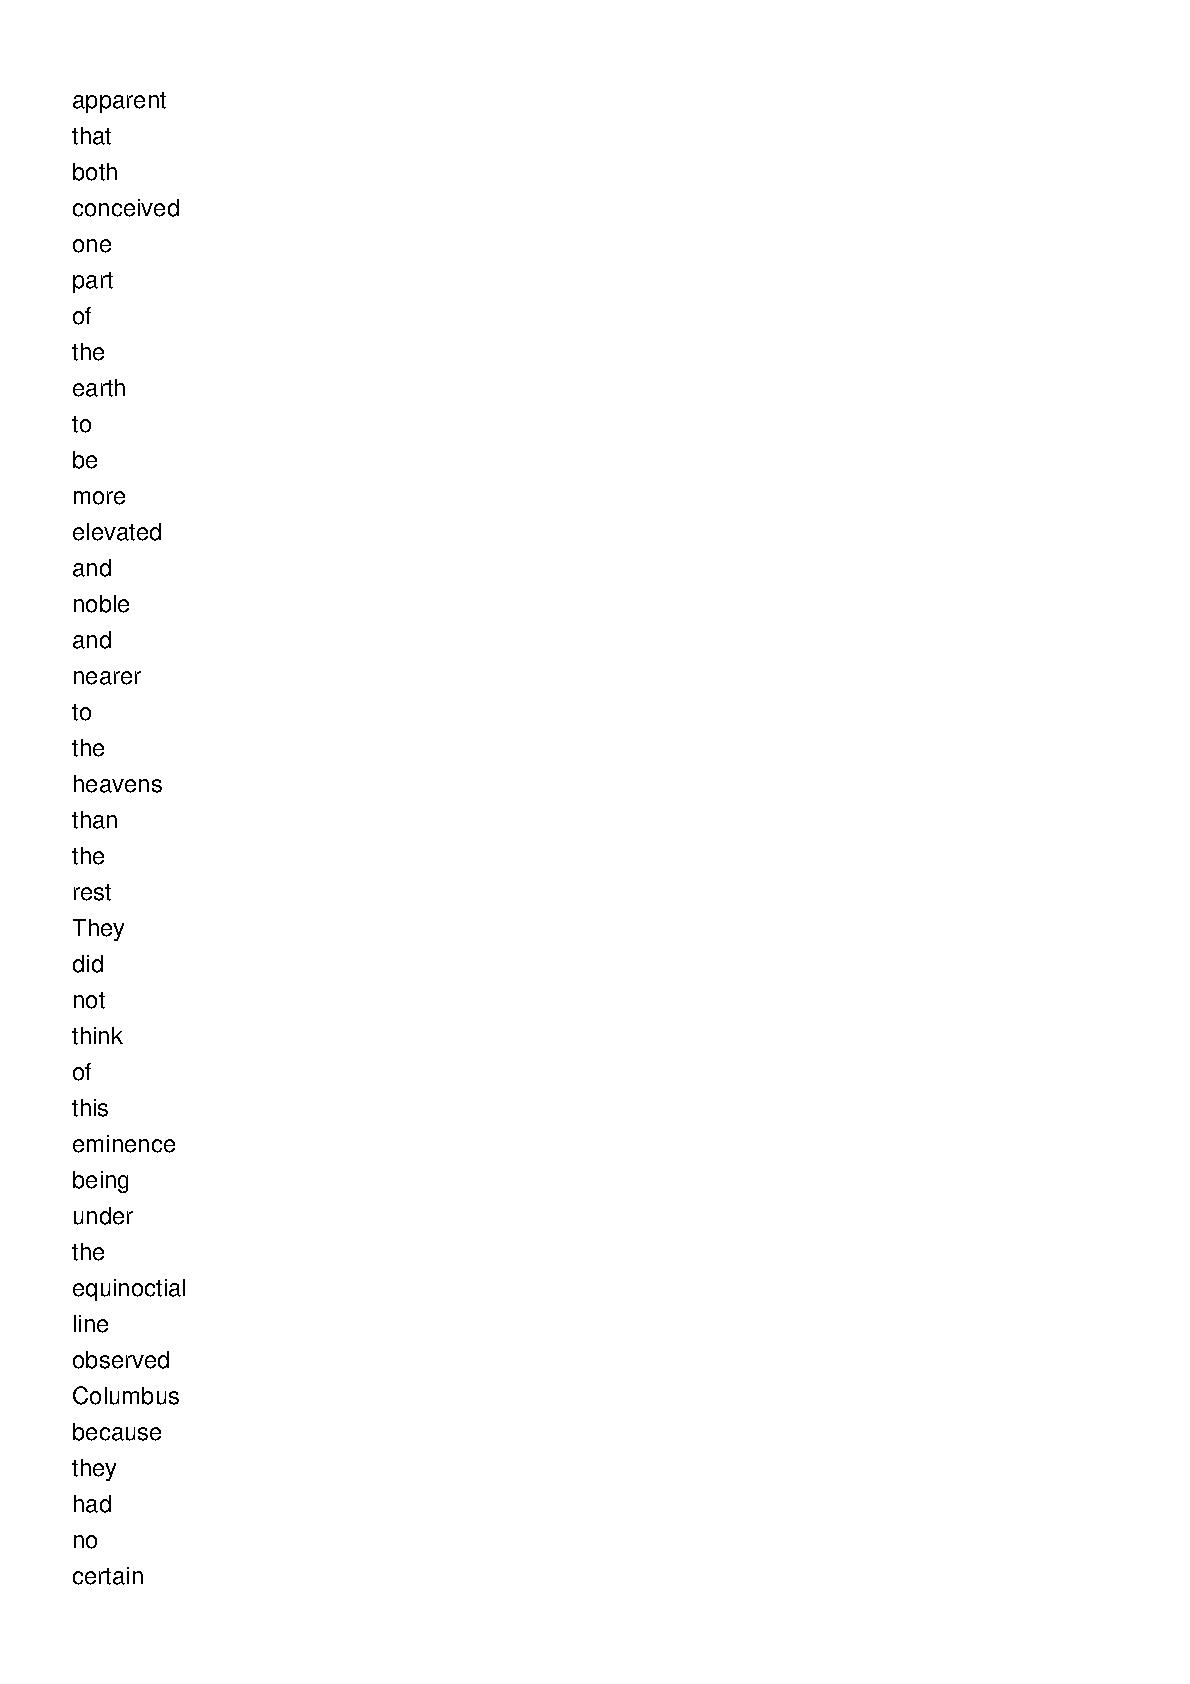 apparent
that
both
conceived
one
part
of
the
earth
to
be
more
elevated
and
noble
and
nearer
to
the
heavens
than
the
rest
They
did
not
think
of
this
eminence
being
under
the
equinoctial
line
observed
Columbus
because
they
had
no
certain